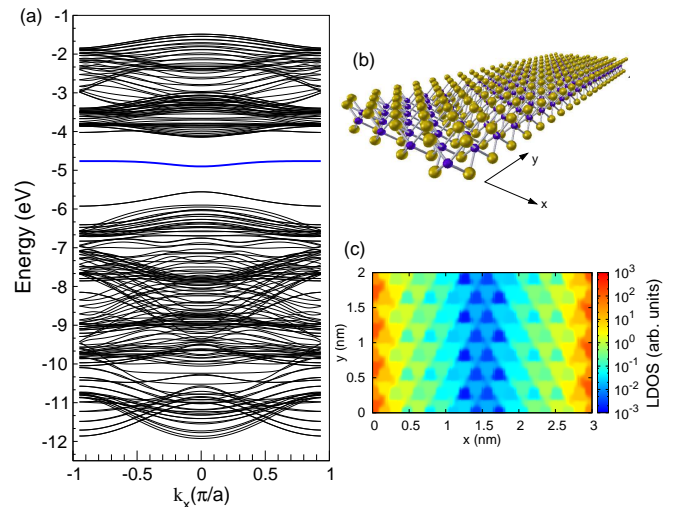 (a)
-1
-2
-3
-4
-5
-6
-7
-8
-9
-10
-11
-12
Energy (eV)
-1 -0.5 0 0.5 1
k_x(π/a)
(b)
y
x
(c)
2
1.5
1
0.5
0
y (nm)
0 0.5 1 1.5 2 2.5 3
x (nm)
10^3
10^2
10^1
10^0
10^-1
10^-2
10^-3
LDOS (arb. units)